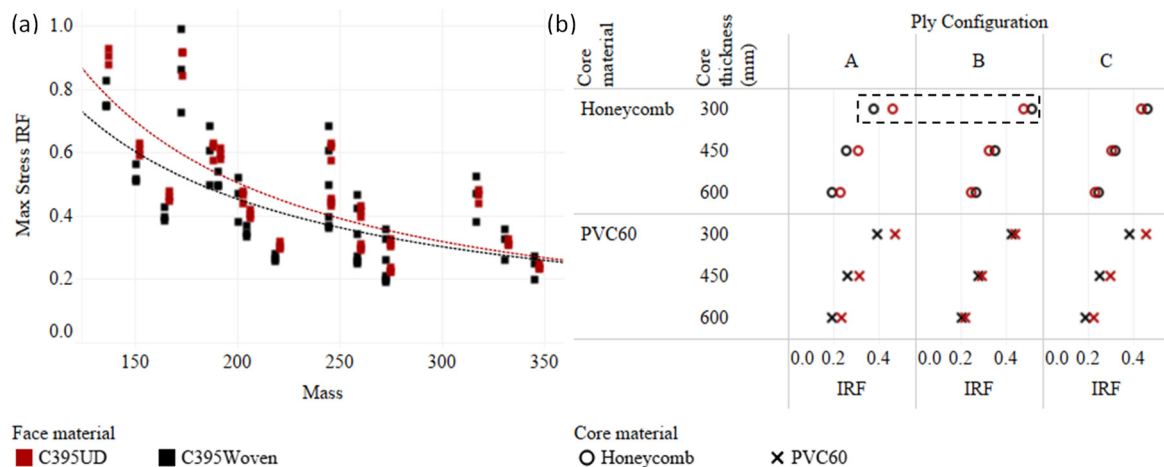 (a)
Max Stress IRF
1.0
0.8
0.6
0.4
0.2
0.0
150
200
250
300
350
Mass
Face material
C395UD
C395Woven
(b)
Ply Configuration
Core material
Core thickness (mm)
A
B
C
Honeycomb
300
450
600
PVC60
300
450
600
0.0 0.2 0.4
0.0 0.2 0.4
0.0 0.2 0.4
IRF
IRF
IRF
Core material
Honeycomb
PVC60